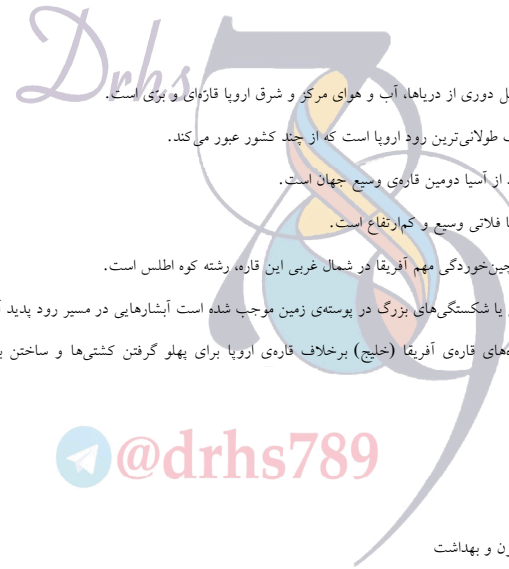 Drhs
ل دوری از دریاها، آب و هوای مرکز و شرق اروپا قاره‌ای و برّی است.
طولانی‌ترین رود اروپا است که از چند کشور عبور می‌کند.
از آسیا دومین قاره‌ی وسیع جهان است.
ا فلاتی وسیع و کم‌ارتفاع است.
چین‌خوردگی مهم آفریقا در شمال غربی این قاره، رشته کوه اطلس است.
یا شکستگی‌های بزرگ در پوسته‌ی زمین موجب شده است آبشارهایی در مسیر رود پدید آ
ه‌های قاره‌ی آفریقا (خلیج) برخلاف قاره‌ی اروپا برای پهلو گرفتن کشتی‌ها و ساختن ب
@drhs789
ن و بهداشت